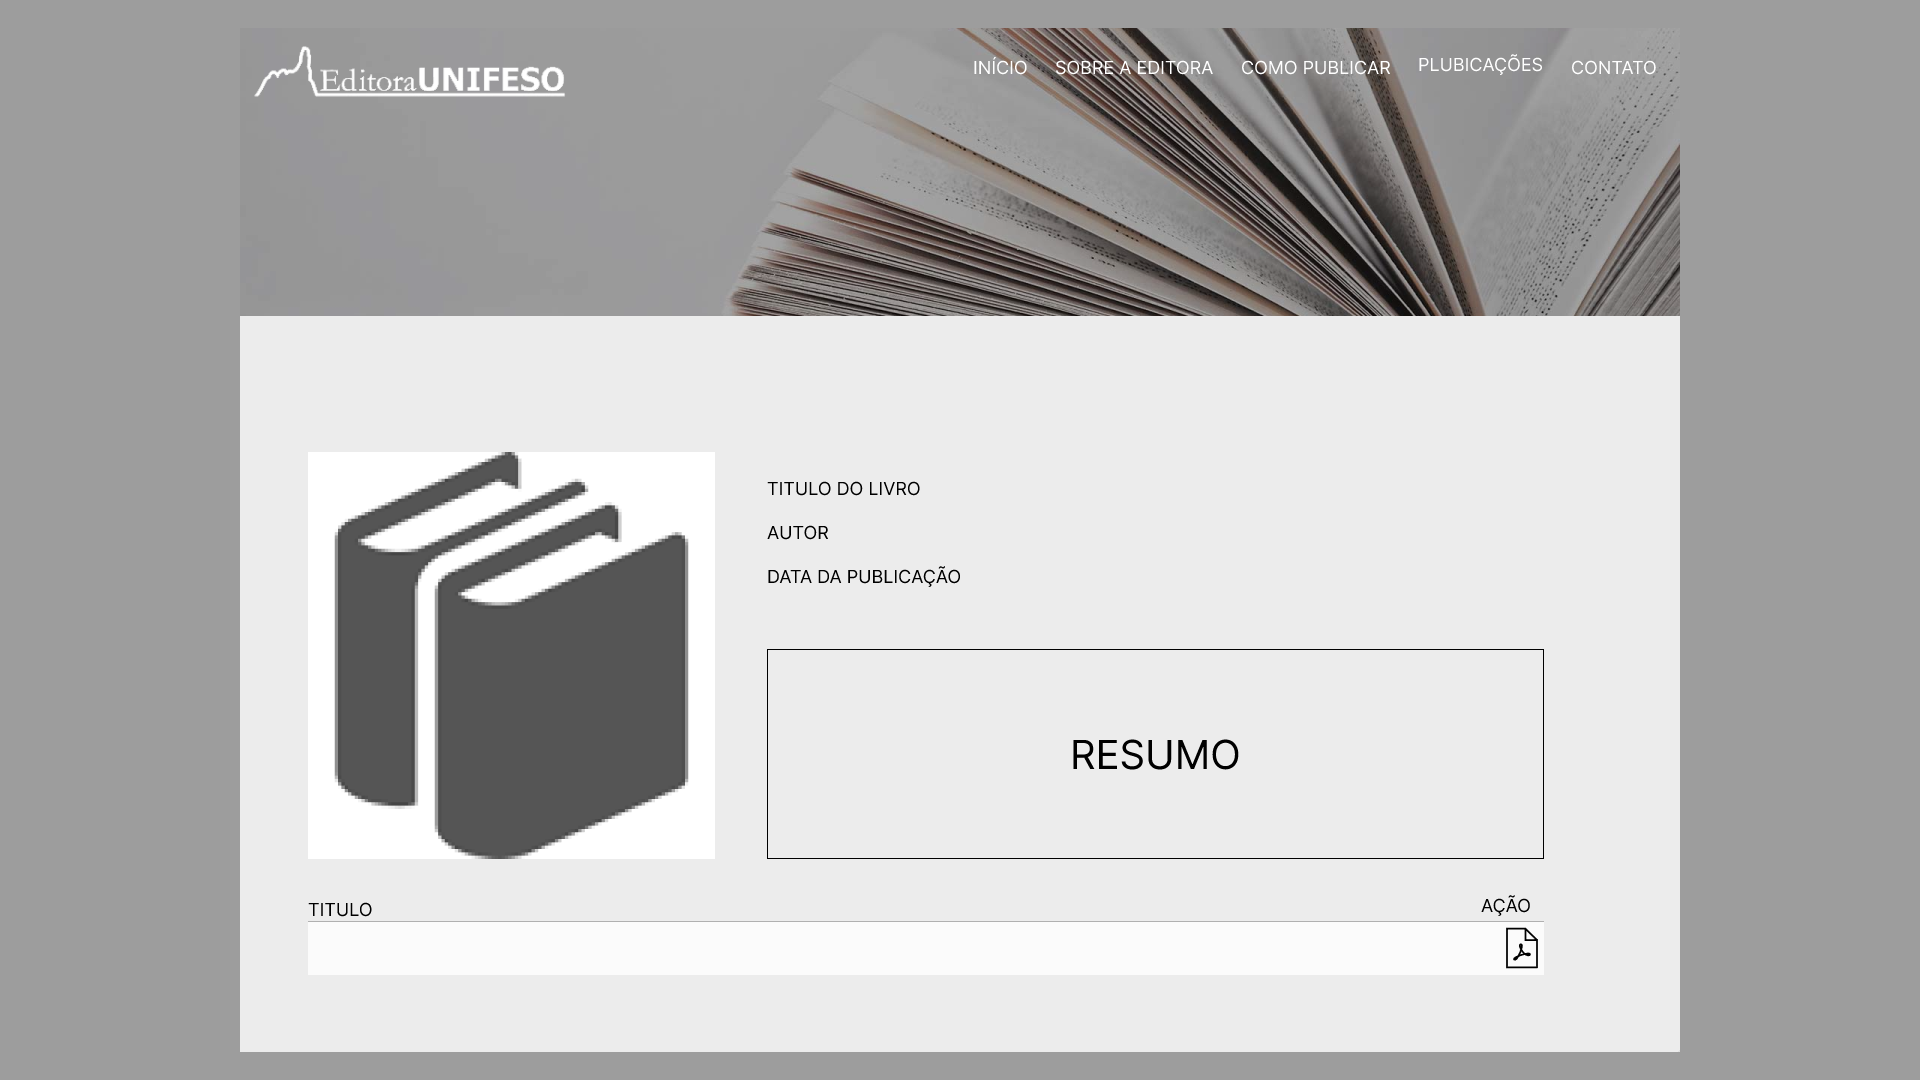 EditoraUNIFESO
INÍCIO SOBRE A EDITORA COMO PUBLICAR PLUBICAÇÕES CONTATO
TITULO DO LIVRO
AUTOR
DATA DA PUBLICAÇÃO
RESUMO
TITULO AÇÃO